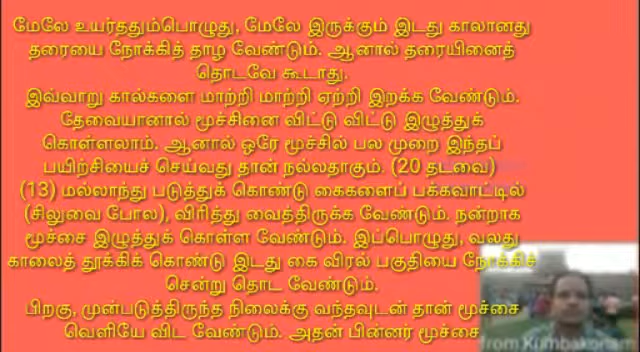 மேலே உயர்ததும்பொழுது, மேலே இருக்கும் இடது காலானது
தரையை நோக்கித் தாழ வேண்டும். ஆனால் தரையினைத்
தொடவே கூடாது.
இவ்வாறு கால்களை மாற்றி மாற்றி ஏற்றி இறக்க வேண்டும்.
தேவையானால் மூச்சினை விட்டு விட்டு இழுத்துக்
கொள்ளலாம். ஆனால் ஒரே மூச்சில் பல முறை இந்தப்
பயிற்சியைச் செய்வது தான் நல்லதாகும். (20 தடவை)
(13) மல்லாந்து படுத்துக் கொண்டு கைகளைப் பக்கவாட்டில்
(சிலுவை போல), விரித்து வைத்திருக்க வேண்டும். நன்றாக
மூச்சை இழுத்துக் கொள்ள வேண்டும். இப்பொழுது, வலது
காலைத் தூக்கிக் கொண்டு இடது கை விரல் பகுதியை நோக்கிச்
சென்று தொட வேண்டும்.
பிறகு, முன்படுத்திருந்த நிலைக்கு வந்தவுடன் தான் மூச்சை
வெளியே விட வேண்டும். அதன் பின்னர் மூச்சை
from Kumbakonam